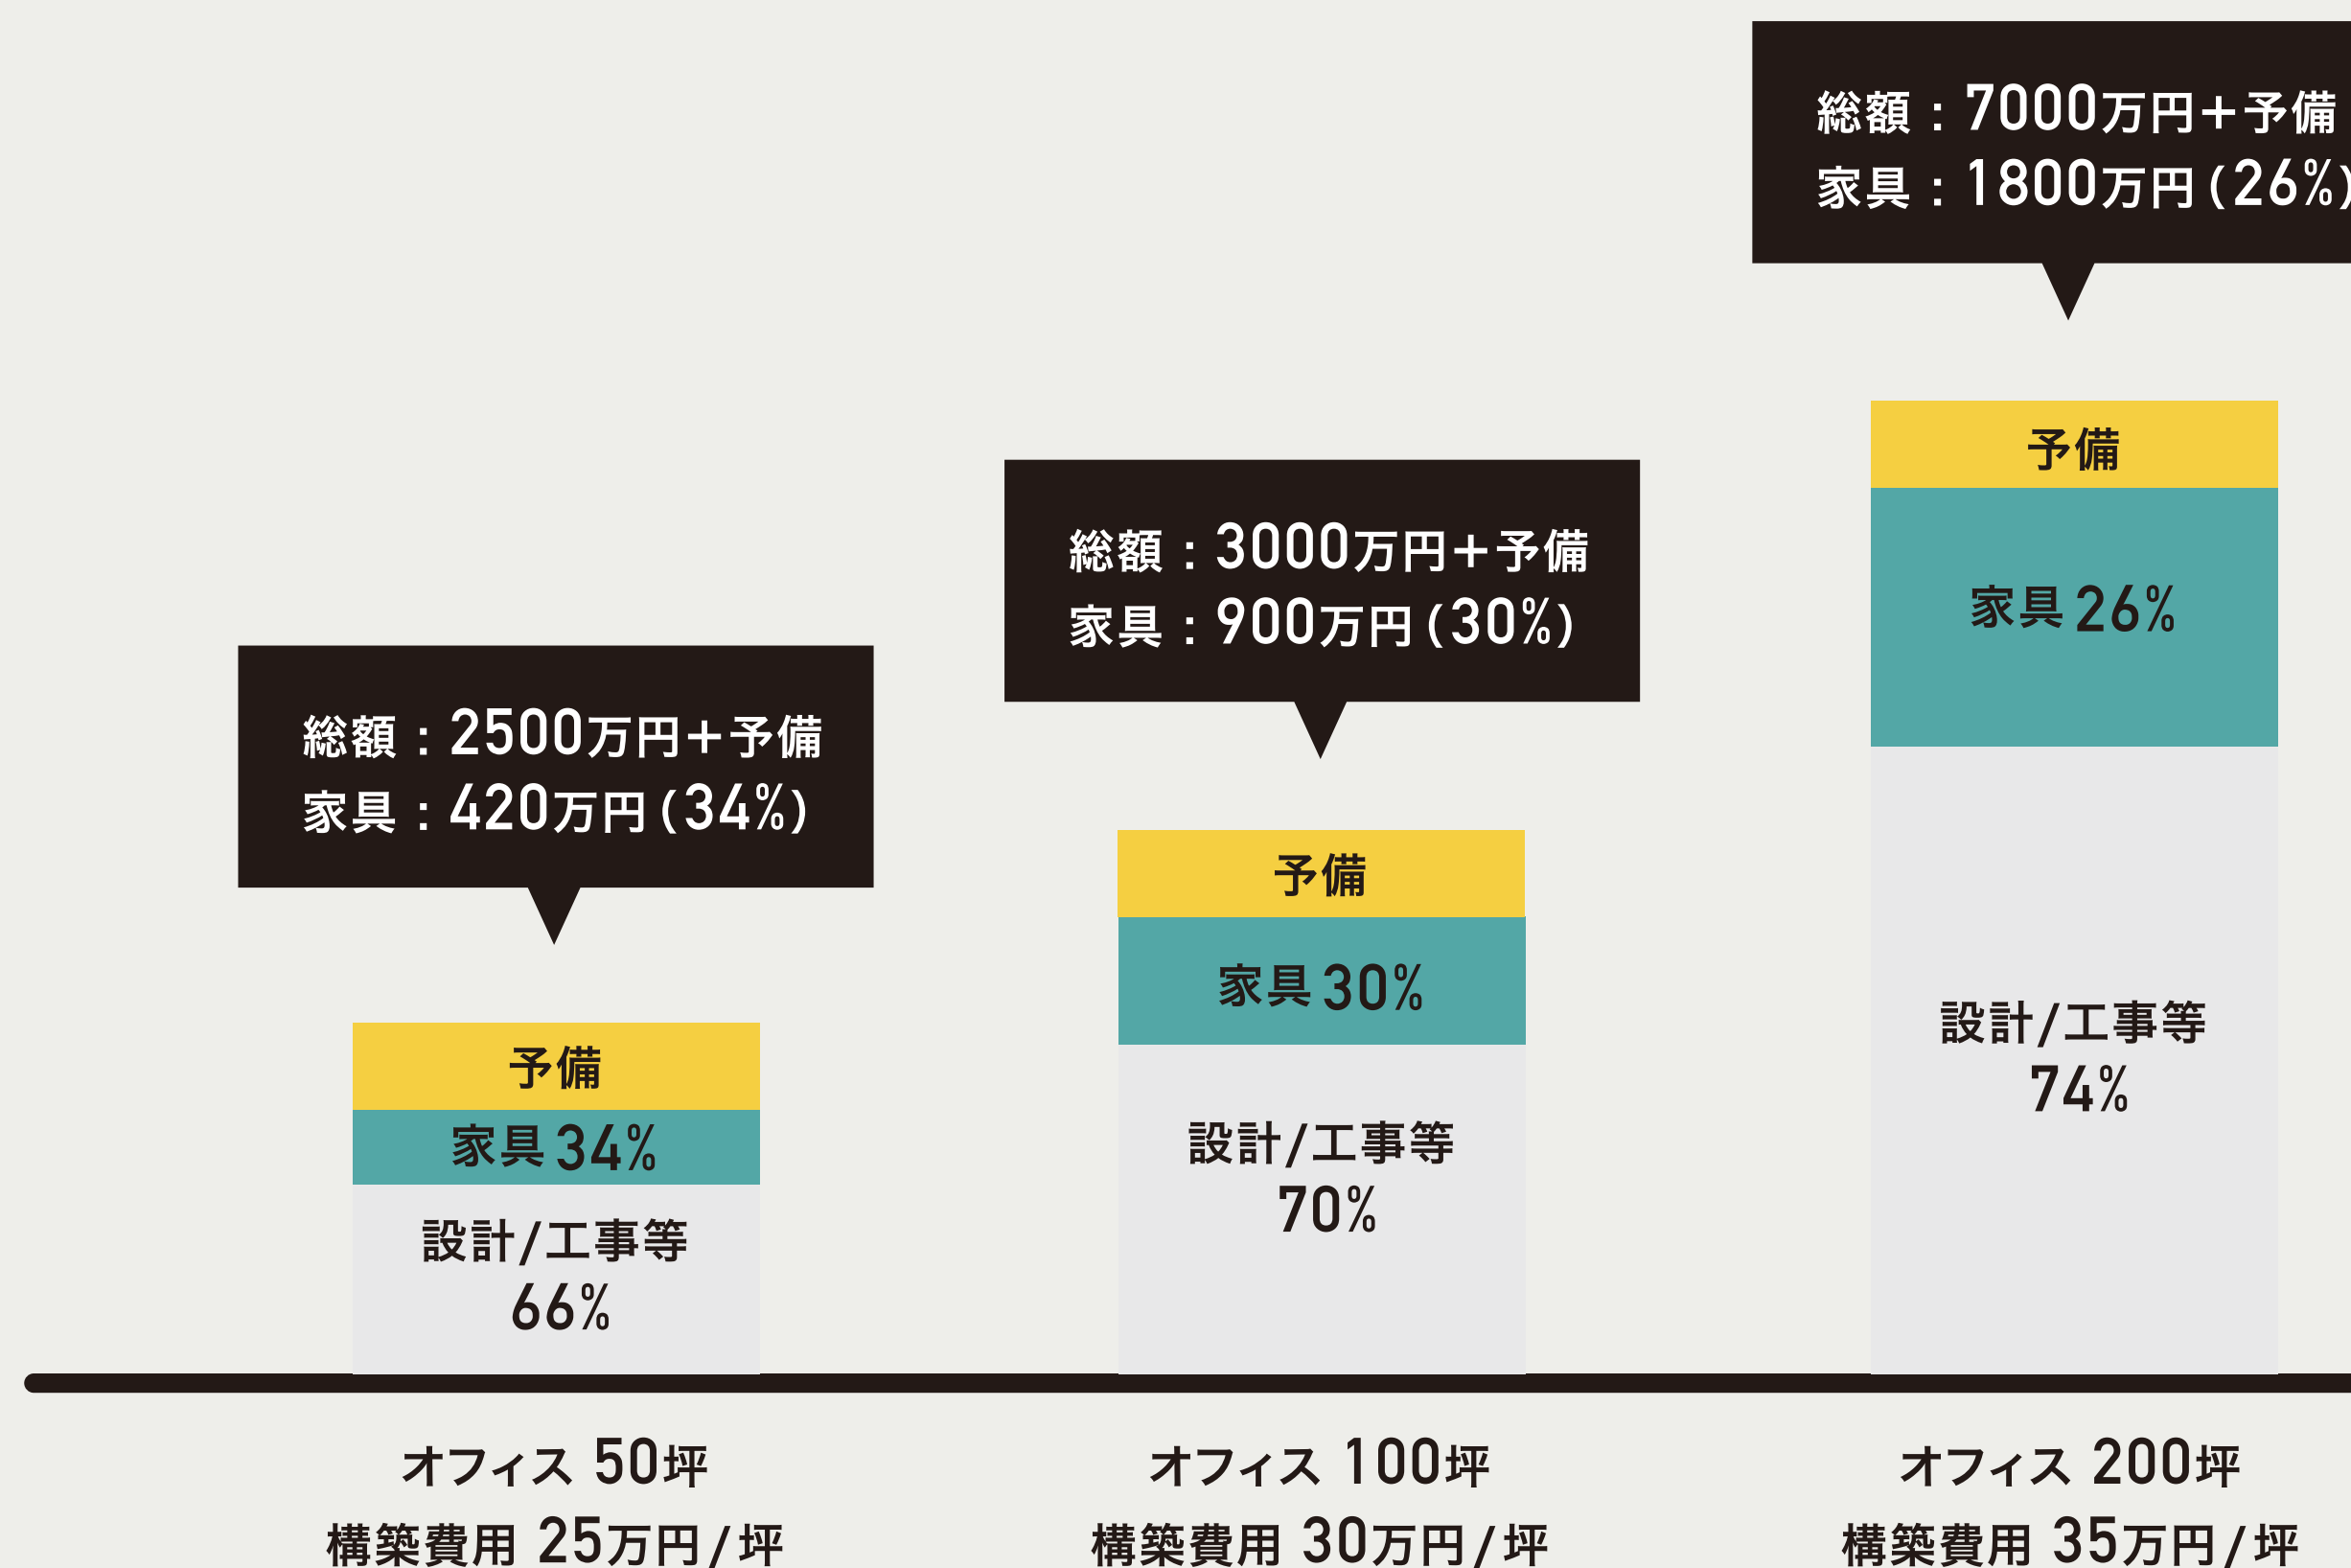 総額：7000万円+予備
家具：1800万円 (26%)
総額：3000万円+予備
家具：900万円 (30%)
総額：2500万円+予備
家具：420万円 (34%)
予備
家具 26%
設計/工事等
74%
予備
家具 30%
設計/工事等
70%
予備
家具 34%
設計/工事等
66%
オフィス 50坪
構築費用 25万円/坪
オフィス 100坪
構築費用 30万円/坪
オフィス 200坪
構築費用 35万円/坪